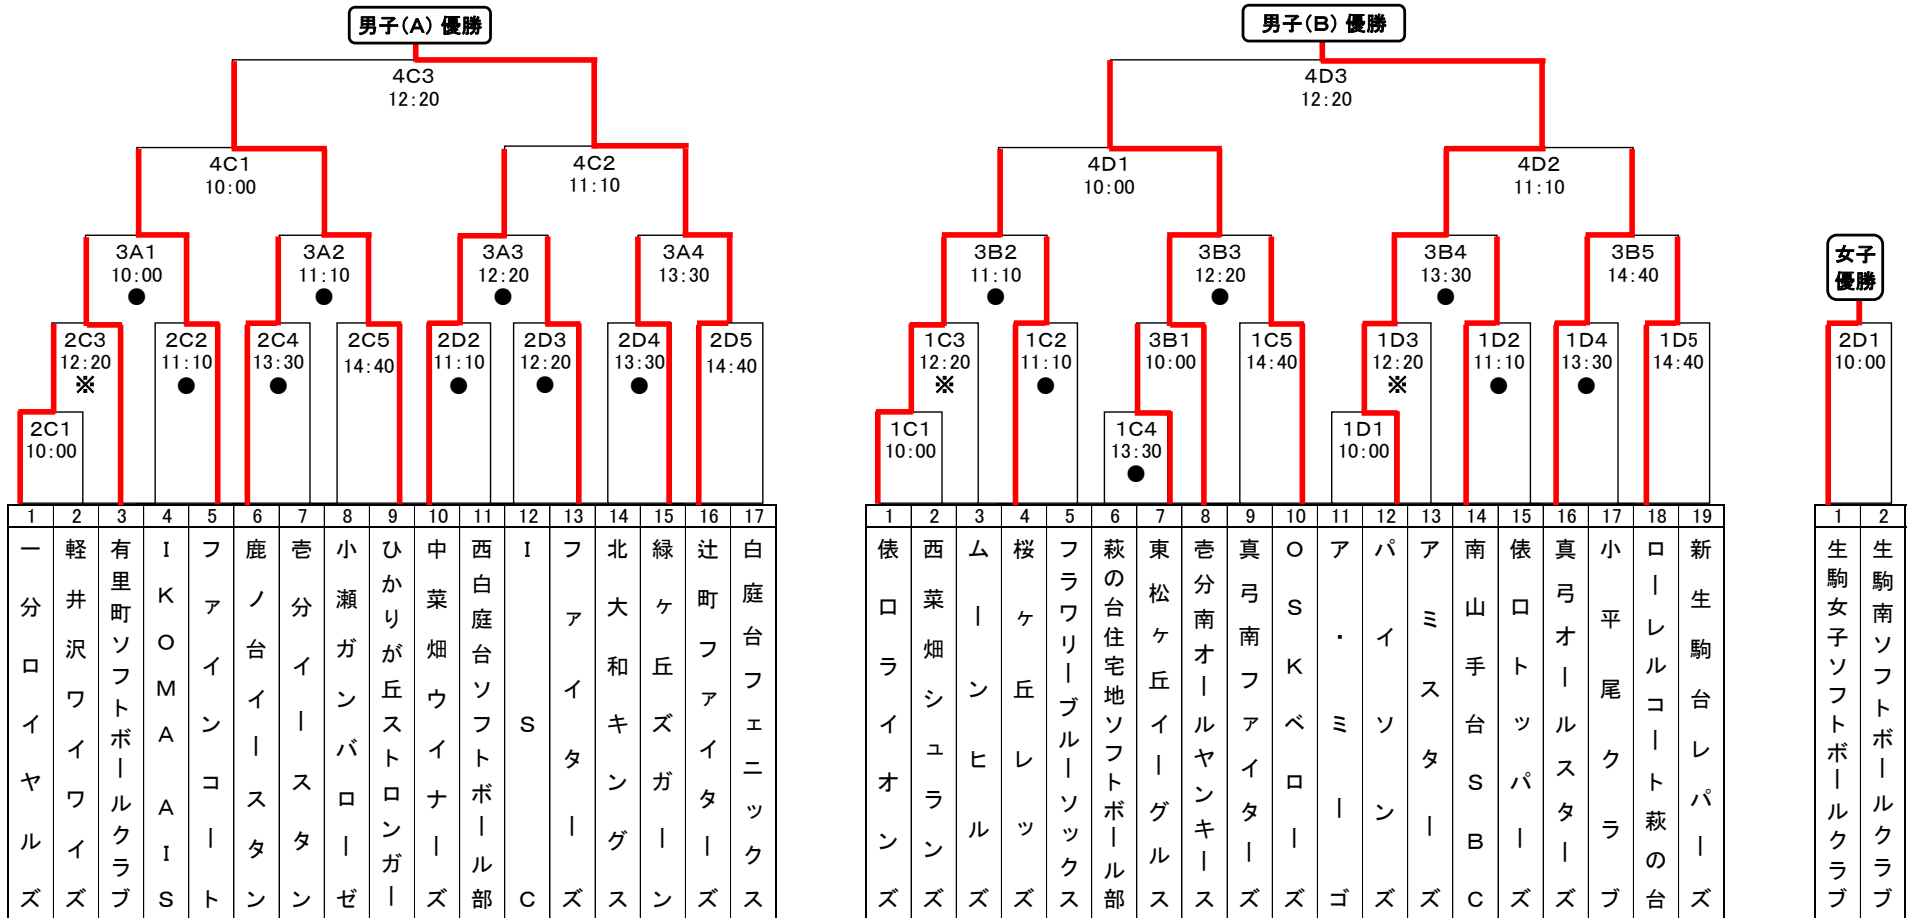 男子(A) 優勝
4C3
12:20
4C1
10:00
4C2
11:10
3A1
10:00
●
3A2
11:10
●
3A3
12:20
●
3A4
13:30
2C3
12:20
※
2C2
11:10
●
2C4
13:30
●
2C5
14:40
2D2
11:10
●
2D3
12:20
●
2D4
13:30
●
2D5
14:40
2C1
10:00
1 2 3 4 5 6 7 8 9 10 11 12 13 14 15 16 17
一分ロイヤルズ
軽井沢ワイワイズ
有里町ソフトボールクラブ
IKOMA AIS
ファインコート
鹿ノ台イースタン
壱分イースタン
小瀬ガンバローゼ
ひかりが丘ストロンガー
中菜畑ウイナーズ
西白庭台ソフトボール部
ISC
ファイターズ
北大和キングス
緑ヶ丘ズガーン
辻町ファイターズ
白庭台フェニックス
男子(B) 優勝
4D3
12:20
4D1
10:00
4D2
11:10
3B2
11:10
●
3B3
12:20
●
3B4
13:30
●
3B5
14:40
1C3
12:20
※
1C2
11:10
●
3B1
10:00
1C5
14:40
1D3
12:20
※
1D2
11:10
●
1D4
13:30
●
1D5
14:40
1C1
10:00
1C4
13:30
●
1D1
10:00
1 2 3 4 5 6 7 8 9 10 11 12 13 14 15 16 17 18 19
俵口ライオンズ
西菜畑シュランズ
ムーンヒルズ
桜ヶ丘レッズ
フラワリーブルーソックス
萩の台住宅地ソフトボール部
東松ヶ丘イーグルス
壱分南オールヤンキース
真弓南ファイターズ
OSKベローズ
ア・ミーゴ
パイソンズ
アミスターズ
南山手台SBC
俵口トッパーズ
真弓オールスターズ
小平尾クラブ
ローレルコート萩の台
新生駒台レパーズ
女子
優勝
2D1
10:00
1 2
生駒女子ソフトボールクラブ
生駒南ソフトボールクラブ